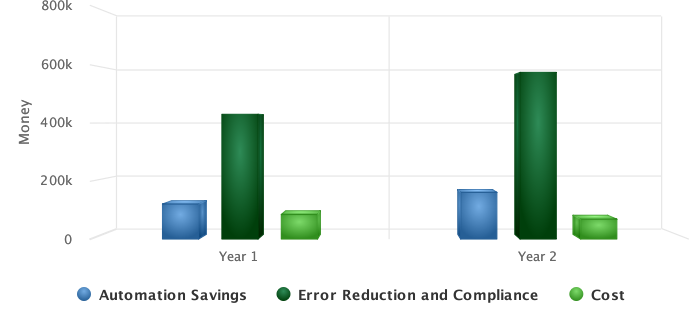 800k
600k
400k
200k
0
Money
Year 1 Year 2
Automation Savings Error Reduction and Compliance Cost